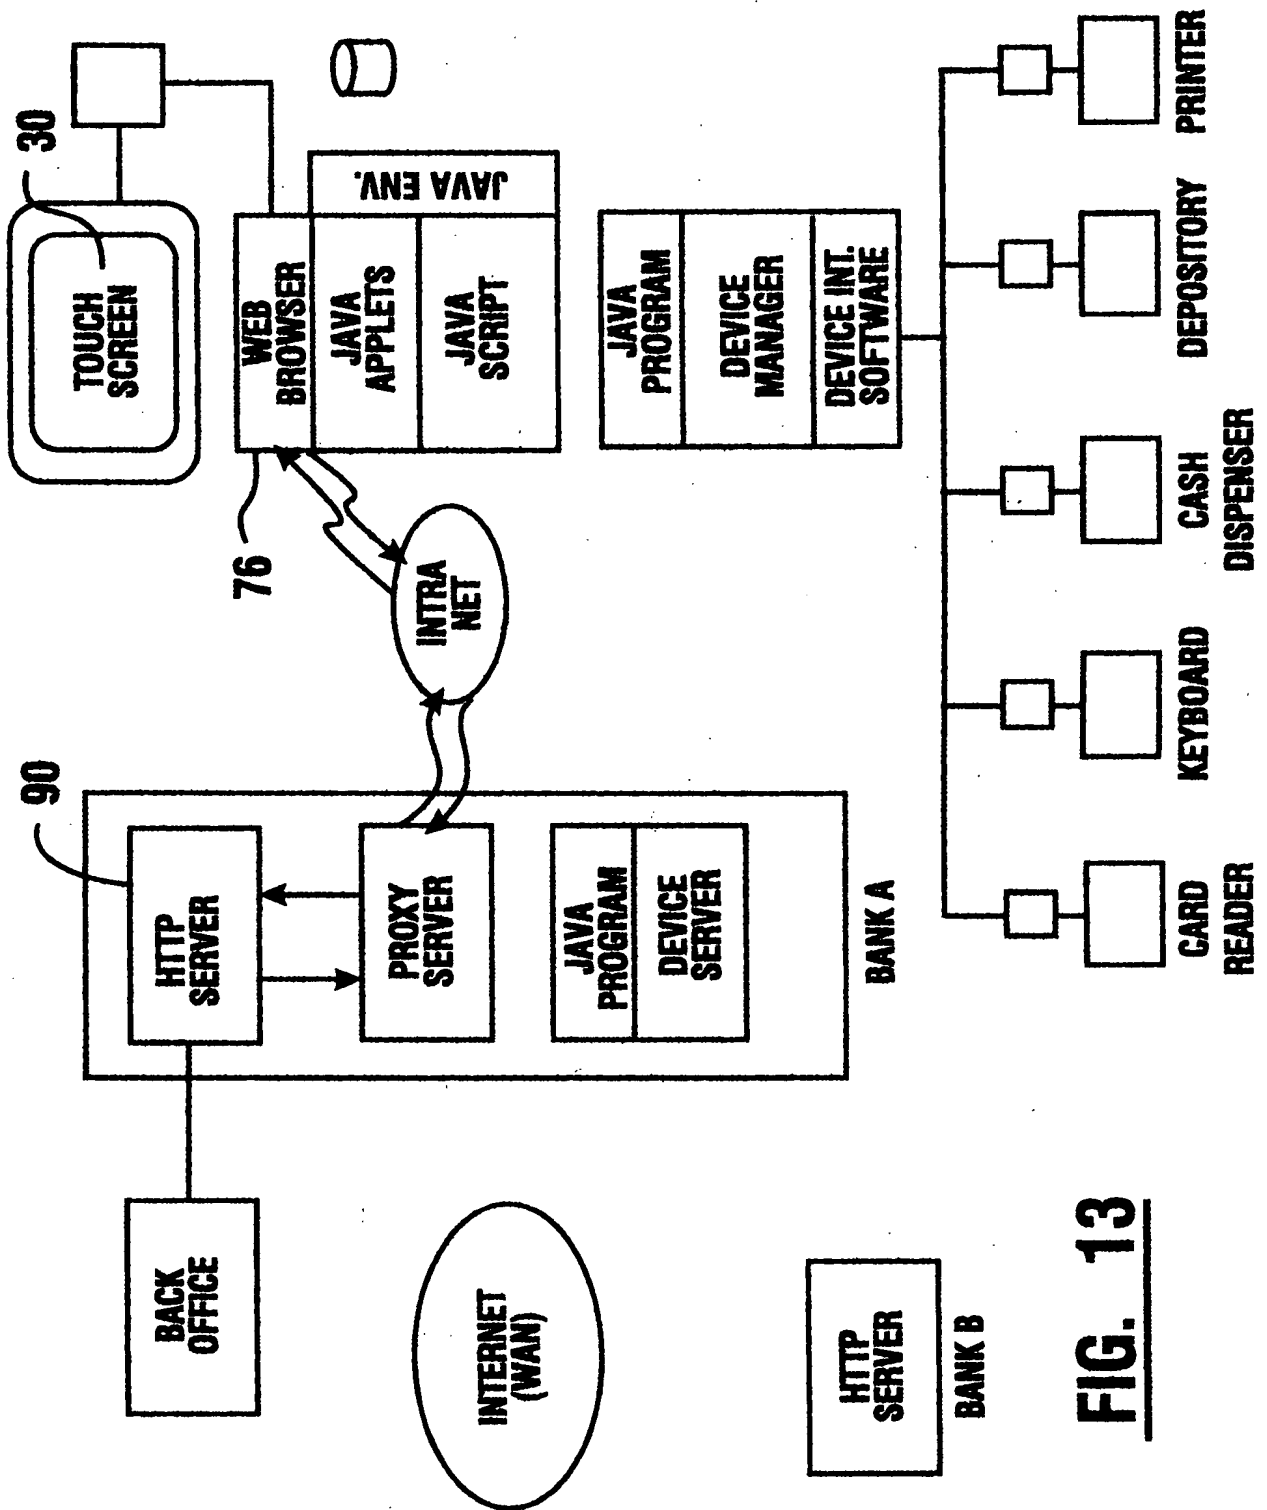 30
TOUCH
SCREEN
76
WEB
BROWSER
JAVA
APPLETS
JAVA
SCRIPT
JAVA ENV.
INTRA
NET
90
HTTP
SERVER
PROXY
SERVER
JAVA
PROGRAM
DEVICE
SERVER
BANK A
BACK
OFFICE
INTERNET
(WAN)
HTTP
SERVER
BANK B
JAVA
PROGRAM
DEVICE
MANAGER
DEVICE INT.
SOFTWARE
CARD
READER
KEYBOARD
CASH
DISPENSER
DEPOSITORY
PRINTER
FIG. 13